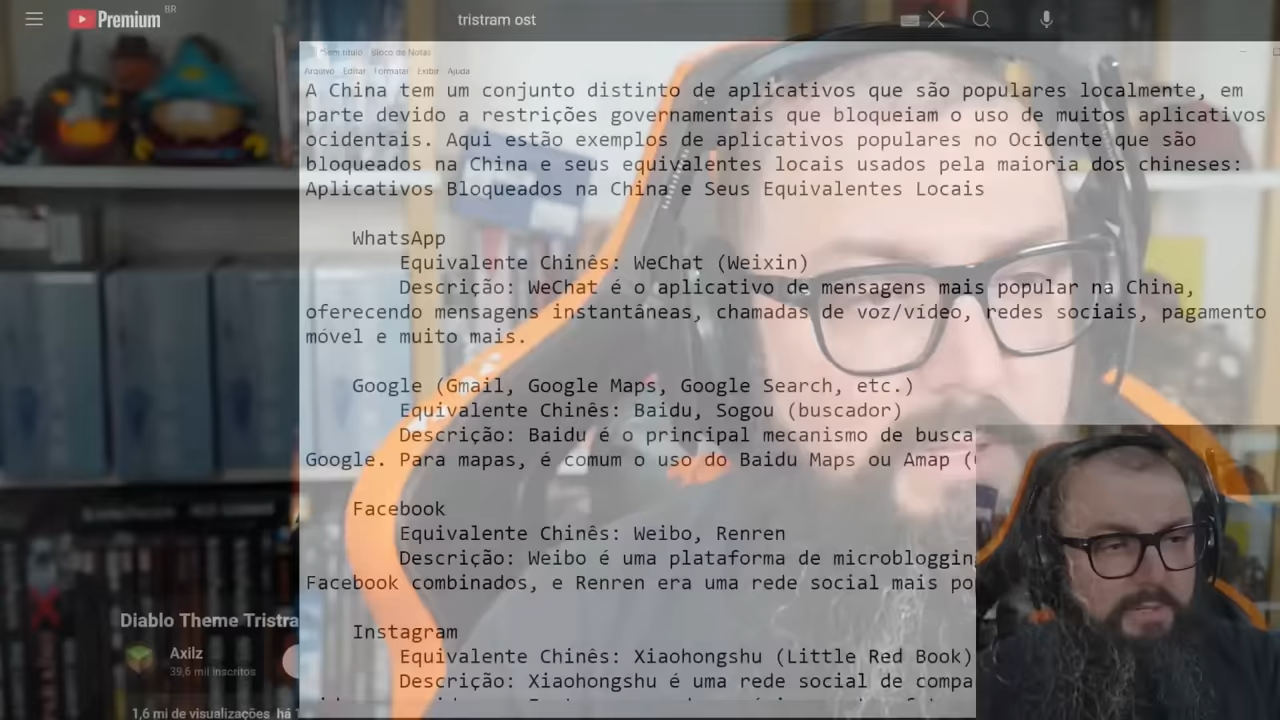 Premium BR
tristram ost
Sem título - Bloco de Notas
Arquivo Editar Formatar Exibir Ajuda
A China tem um conjunto distinto de aplicativos que são populares localmente, em
parte devido a restrições governamentais que bloqueiam o uso de muitos aplicativos
ocidentais. Aqui estão exemplos de aplicativos populares no Ocidente que são
bloqueados na China e seus equivalentes locais usados pela maioria dos chineses:
Aplicativos Bloqueados na China e Seus Equivalentes Locais
WhatsApp
Equivalente Chinês: WeChat (Weixin)
Descrição: WeChat é o aplicativo de mensagens mais popular na China,
oferecendo mensagens instantâneas, chamadas de voz/vídeo, redes sociais, pagamento
móvel e muito mais.
Google (Gmail, Google Maps, Google Search, etc.)
Equivalente Chinês: Baidu, Sogou (buscador)
Descrição: Baidu é o principal mecanismo de busca
Google. Para mapas, é comum o uso do Baidu Maps ou Amap (
Facebook
Equivalente Chinês: Weibo, Renren
Descrição: Weibo é uma plataforma de microblogging
Facebook combinados, e Renren era uma rede social mais po
Instagram
Equivalente Chinês: Xiaohongshu (Little Red Book)
Descrição: Xiaohongshu é uma rede social de compa
Diablo Theme Tristra
Axilz
39,6 mil inscritos
1,6 mi de visualizações há 1